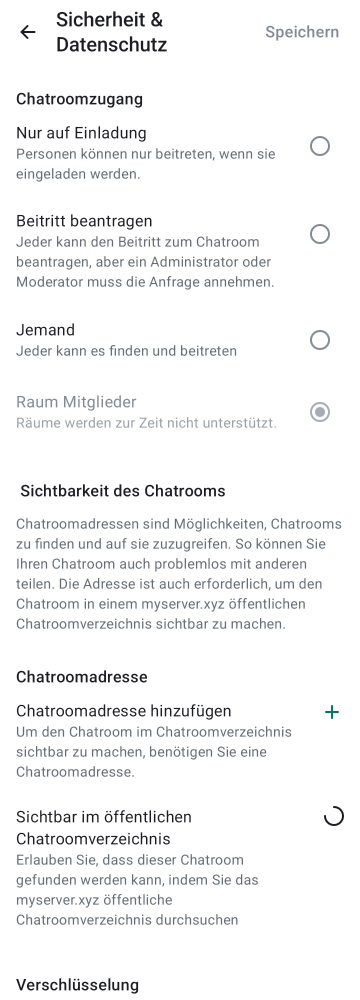 Sicherheit &
Datenschutz
Speichern
Chatroomzugang
Nur auf Einladung
Personen können nur beitreten, wenn sie
eingeladen werden.
Beitritt beantragen
Jeder kann den Beitritt zum Chatroom
beantragen, aber ein Administrator oder
Moderator muss die Anfrage annehmen.
Jemand
Jeder kann es finden und beitreten
Raum Mitglieder
Räume werden zur Zeit nicht unterstützt.
Sichtbarkeit des Chatrooms
Chatroomadressen sind Möglichkeiten, Chatrooms
zu finden und auf sie zuzugreifen. So können Sie
Ihren Chatroom auch problemlos mit anderen
teilen. Die Adresse ist auch erforderlich, um den
Chatroom in einem myserver.xyz öffentlichen
Chatroomverzeichnis sichtbar zu machen.
Chatroomadresse
Chatroomadresse hinzufügen
Um den Chatroom im Chatroomverzeichnis
sichtbar zu machen, benötigen Sie eine
Chatroomadresse.
Sichtbar im öffentlichen
Chatroomverzeichnis
Erlauben Sie, dass dieser Chatroom
gefunden werden kann, indem Sie das
myserver.xyz öffentliche
Chatroomverzeichnis durchsuchen
Verschlüsselung